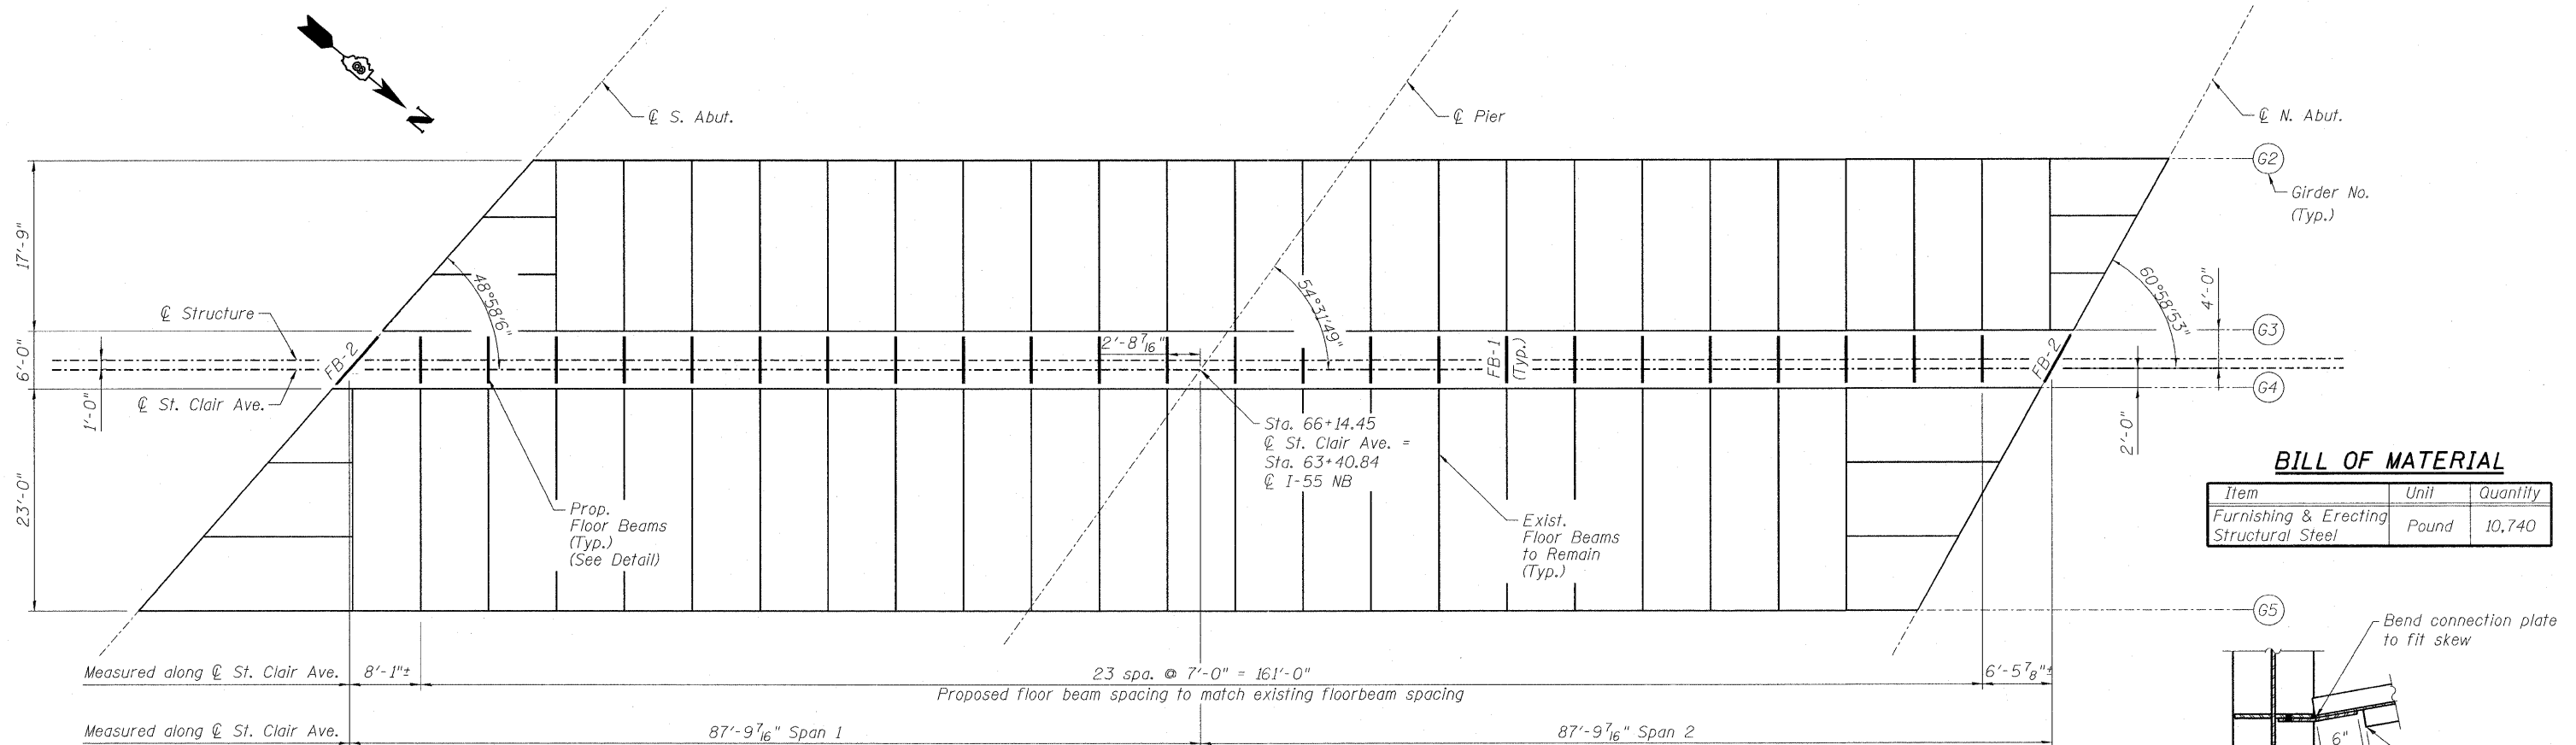 N
℄ S. Abut.
℄ Pier
℄ N. Abut.
G2
Girder No.
(Typ.)
17'-9"
48°58'6"
54°31'49"
60°58'53"
4'-0"
℄ Structure
G3
6'-0"
FB-2
2'-8 7/16"
FB-1
(Typ.)
FB-2
℄ St. Clair Ave.
G4
1'-0"
2'-0"
Sta. 66+14.45
℄ St. Clair Ave. =
Sta. 63+40.84
℄ I-55 NB
BILL OF MATERIAL
Item Unit Quantity
Furnishing & Erecting
Structural Steel Pound 10,740
23'-0"
Prop.
Floor Beams
(Typ.)
(See Detail)
Exist.
Floor Beams
to Remain
(Typ.)
G5
Bend connection plate
to fit skew
Measured along ℄ St. Clair Ave. 8'-1"± 23 spa. @ 7'-0" = 161'-0" 6'-5 7/8"±
Proposed floor beam spacing to match existing floorbeam spacing
Measured along ℄ St. Clair Ave. 87'-9 7/16" Span 1 87'-9 7/16" Span 2
6"